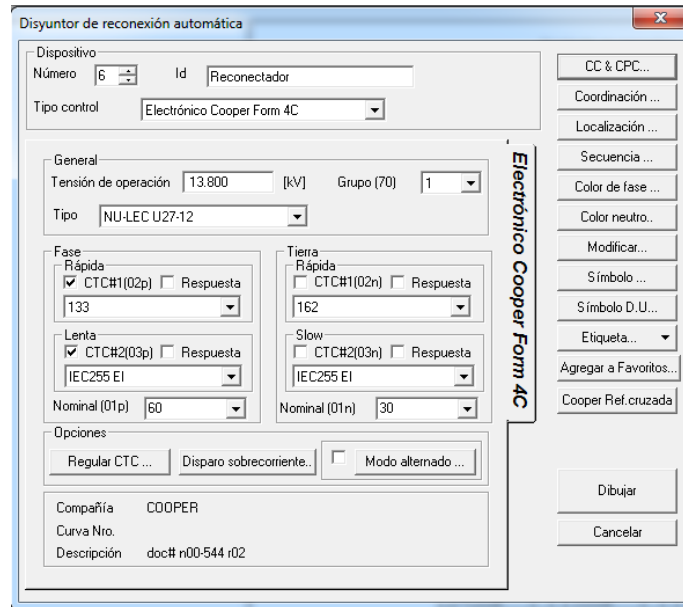 Disyuntor de reconexión automática
Dispositivo
Número 6 Id Reconectador
Tipo control Electrónico Cooper Form 4C
General
Tensión de operación 13.800 [kV] Grupo (70) 1
Tipo NU-LEC U27-12
Fase
Rápida
CTC#1(02p) Respuesta
133
Lenta
CTC#2(03p) Respuesta
IEC255 EI
Nominal (01p) 60
Tierra
Rápida
CTC#1(02n) Respuesta
162
Slow
CTC#2(03n) Respuesta
IEC255 EI
Nominal (01n) 30
Opciones
Regular CTC ... Disparo sobrecorriente.. Modo alternado ...
Compañía COOPER
Curva Nro.
Descripción doc# n00-544 r02
Electrónico Cooper Form 4C
CC & CPC...
Coordinación ...
Localización ...
Secuencia ...
Color de fase ...
Color neutro..
Modificar...
Símbolo ...
Símbolo D.U...
Etiqueta...
Agregar a Favoritos...
Cooper Ref.cruzada
Dibujar
Cancelar